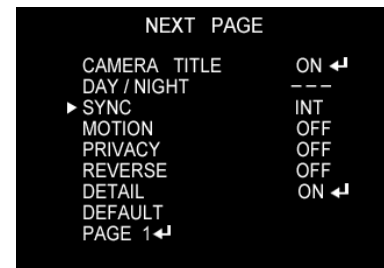 NEXT PAGE
CAMERA TITLE ON ↵
DAY / NIGHT - - -
▶ SYNC INT
MOTION OFF
PRIVACY OFF
REVERSE OFF
DETAIL ON ↵
DEFAULT
PAGE 1↵